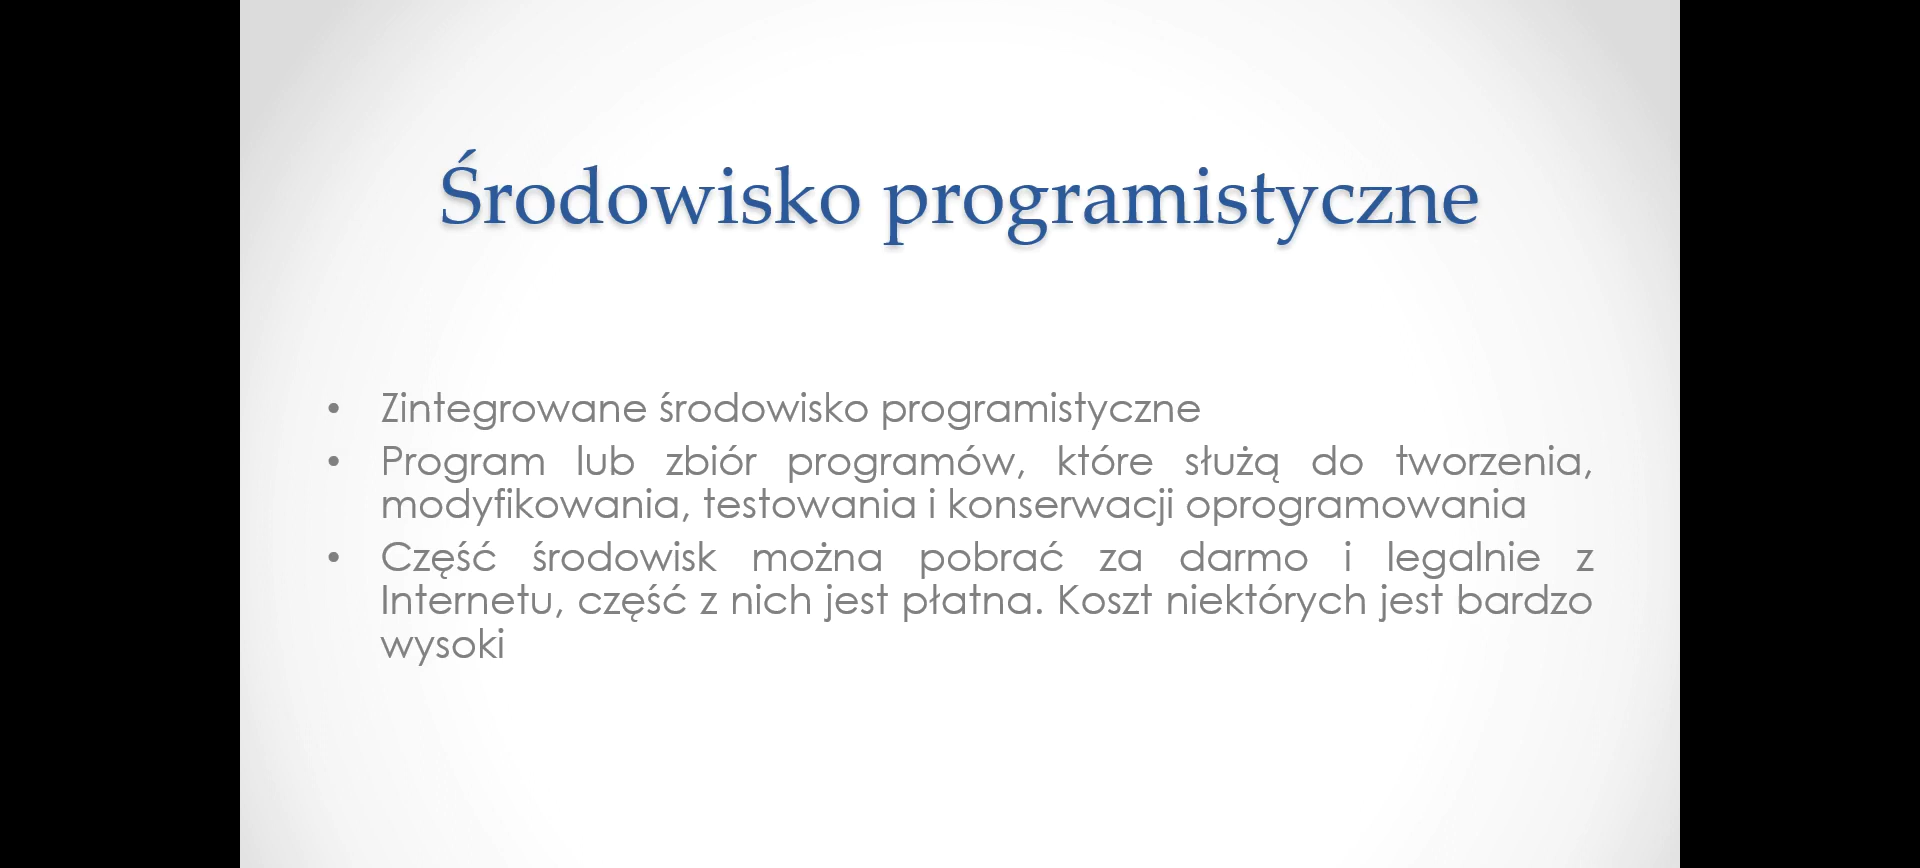 Środowisko programistyczne
• Zintegrowane środowisko programistyczne
• Program lub zbiór programów, które służą do tworzenia,
modyfikowania, testowania i konserwacji oprogramowania
• Część środowisk można pobrać za darmo i legalnie z
Internetu, część z nich jest płatna. Koszt niektórych jest bardzo
wysoki